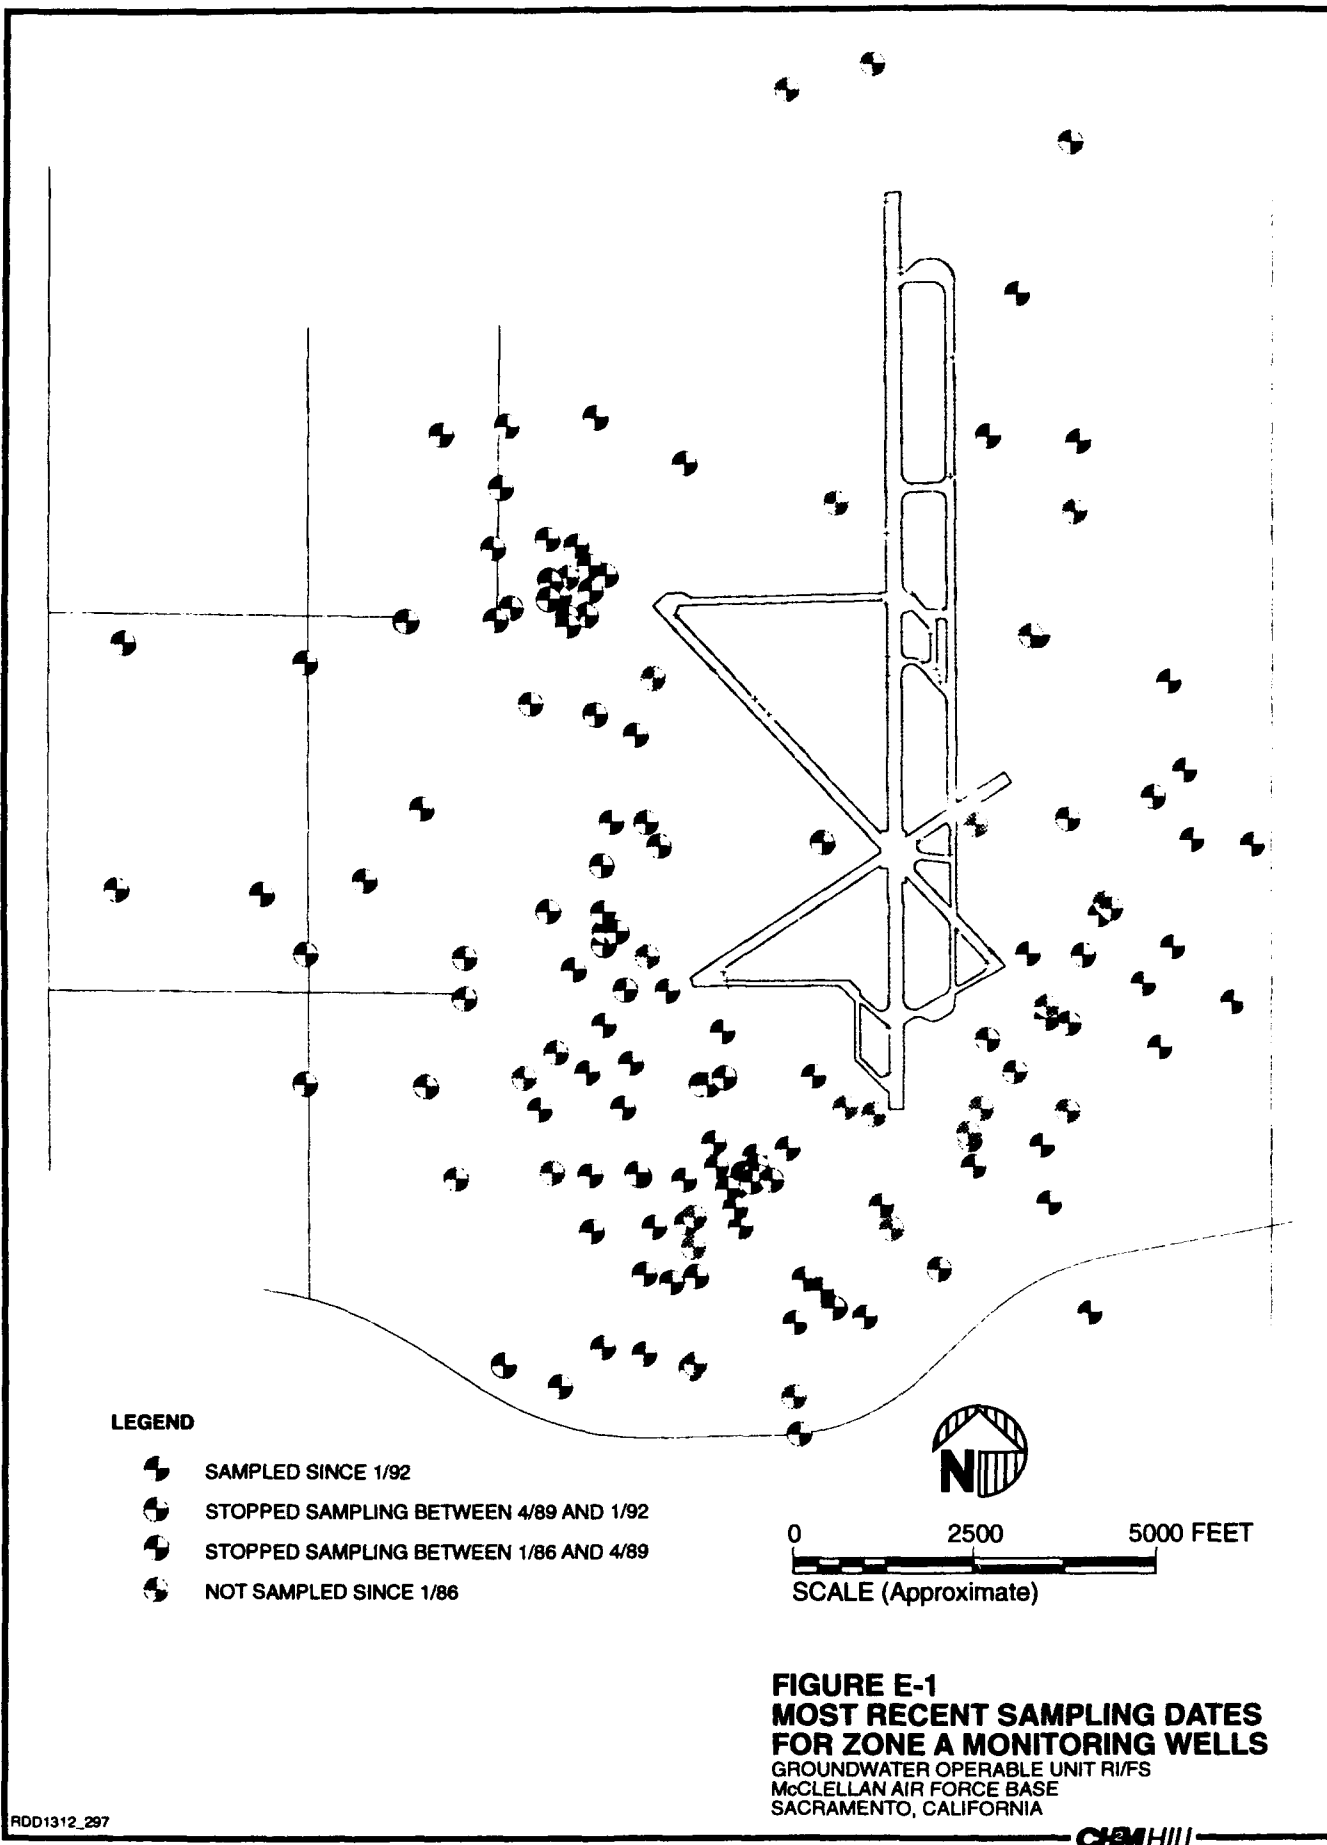 LEGEND
SAMPLED SINCE 1/92
STOPPED SAMPLING BETWEEN 4/89 AND 1/92
STOPPED SAMPLING BETWEEN 1/86 AND 4/89
NOT SAMPLED SINCE 1/86
N
0 2500 5000 FEET
SCALE (Approximate)
FIGURE E-1
MOST RECENT SAMPLING DATES
FOR ZONE A MONITORING WELLS
GROUNDWATER OPERABLE UNIT RI/FS
McCLELLAN AIR FORCE BASE
SACRAMENTO, CALIFORNIA
RDD1312_297
CH2M HILL